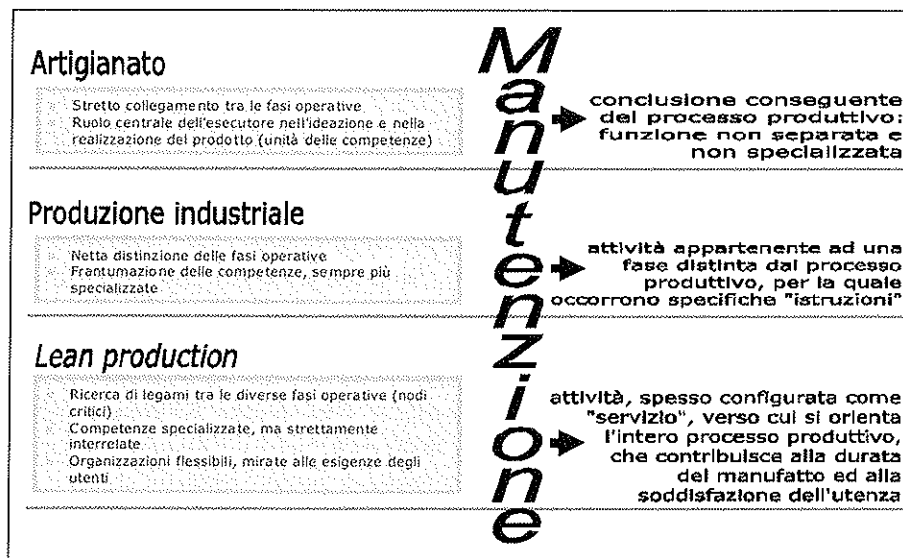 Artigianato
Stretto collegamento tra le fasi operative
Ruolo centrale dell'esecutore nell'ideazione e nella
realizzazione del prodotto (unità delle competenze)
Manutenzione
conclusione conseguente
del processo produttivo:
funzione non separata e
non specializzata
Produzione industriale
Netta distinzione delle fasi operative
Frantumazione delle competenze, sempre più
specializzate
attività appartenente ad una
fase distinta dal processo
produttivo, per la quale
occorrono specifiche "istruzioni"
Lean production
Ricerca di legami tra le diverse fasi operative (nodi
critici)
Competenze specializzate, ma strettamente
interrelate
Organizzazioni flessibili, mirate alle esigenze degli
utenti
attività, spesso configurata come
"servizio", verso cui si orienta
l'intero processo produttivo,
che contribuisce alla durata
del manufatto ed alla
soddisfazione dell'utenza